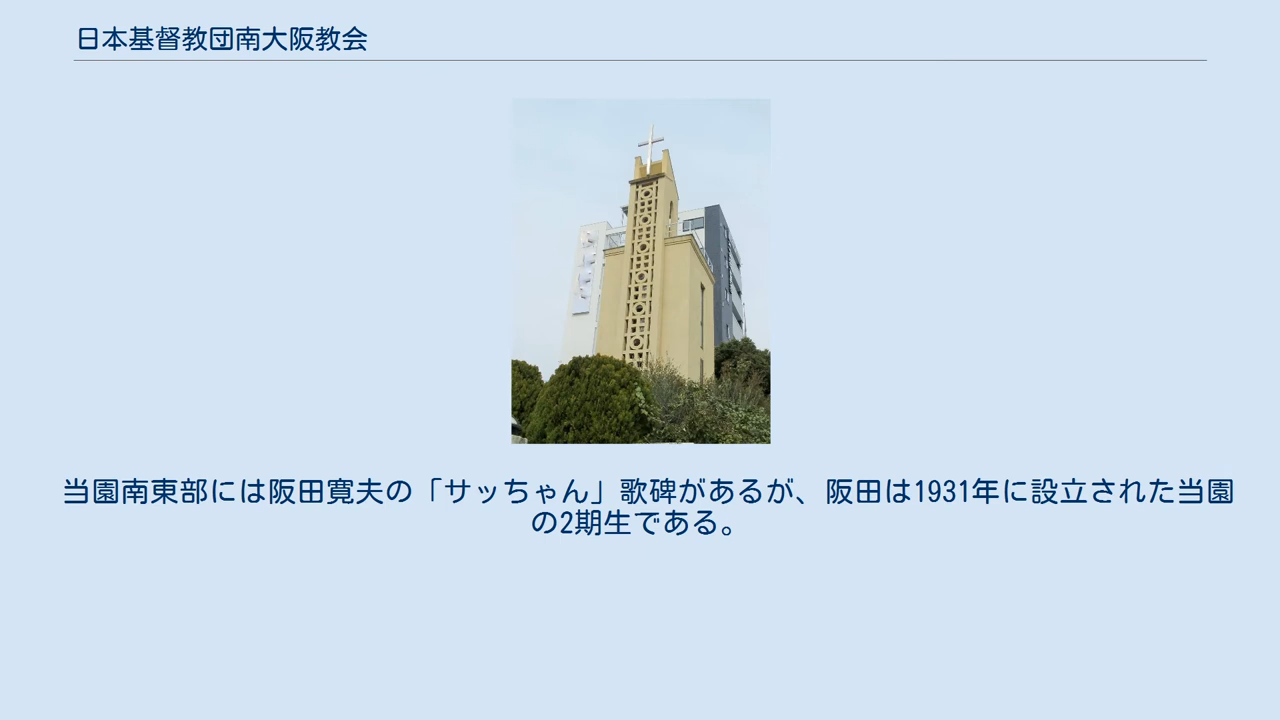 日本基督教団南大阪教会
当園南東部には阪田寛夫の「サッちゃん」歌碑があるが、阪田は1931年に設立された当園
の2期生である。